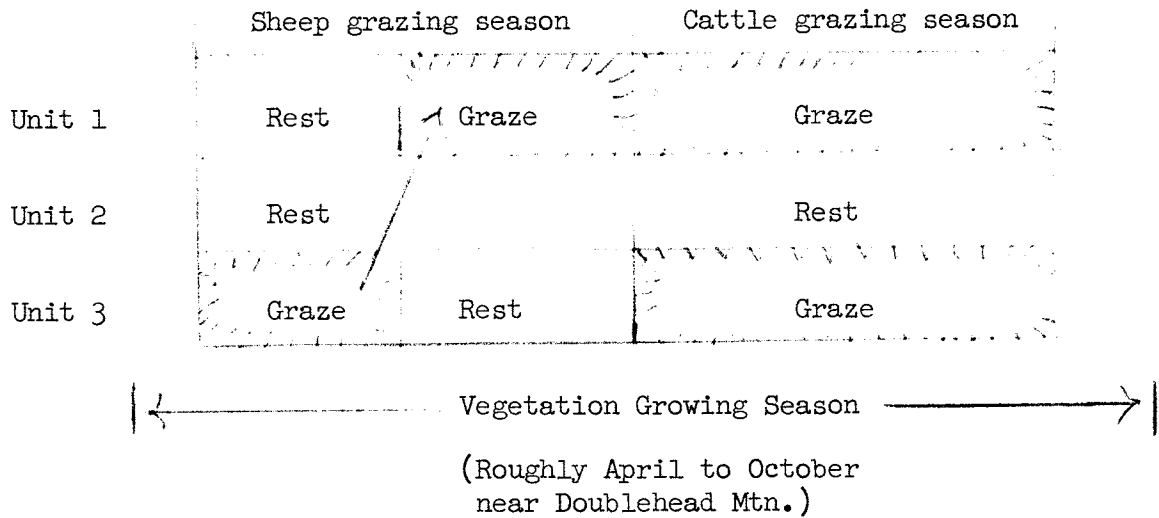 Sheep grazing season Cattle grazing season
Unit 1 Rest Graze Graze
Unit 2 Rest Rest
Unit 3 Graze Rest Graze
Vegetation Growing Season
(Roughly April to October
near Doublehead Mtn.)